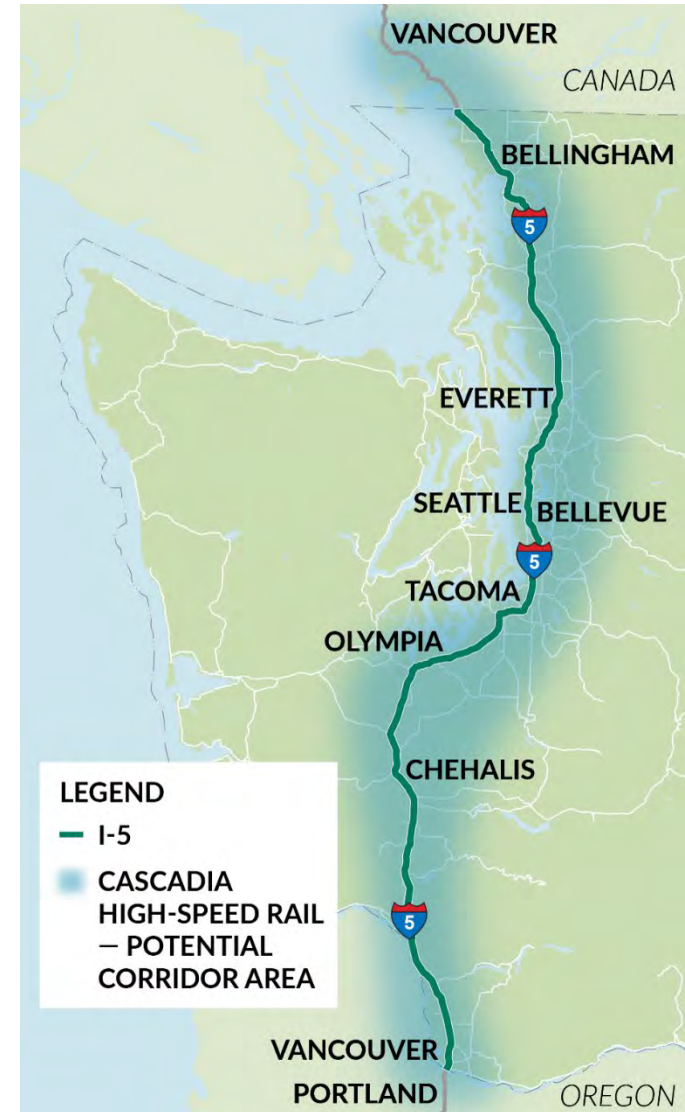 VANCOUVER
CANADA
BELLINGHAM
5
EVERETT
SEATTLE
BELLEVUE
5
TACOMA
OLYMPIA
CHEHALIS
LEGEND
I-5
CASCADIA
HIGH-SPEED RAIL
– POTENTIAL
CORRIDOR AREA
5
VANCOUVER
PORTLAND
OREGON